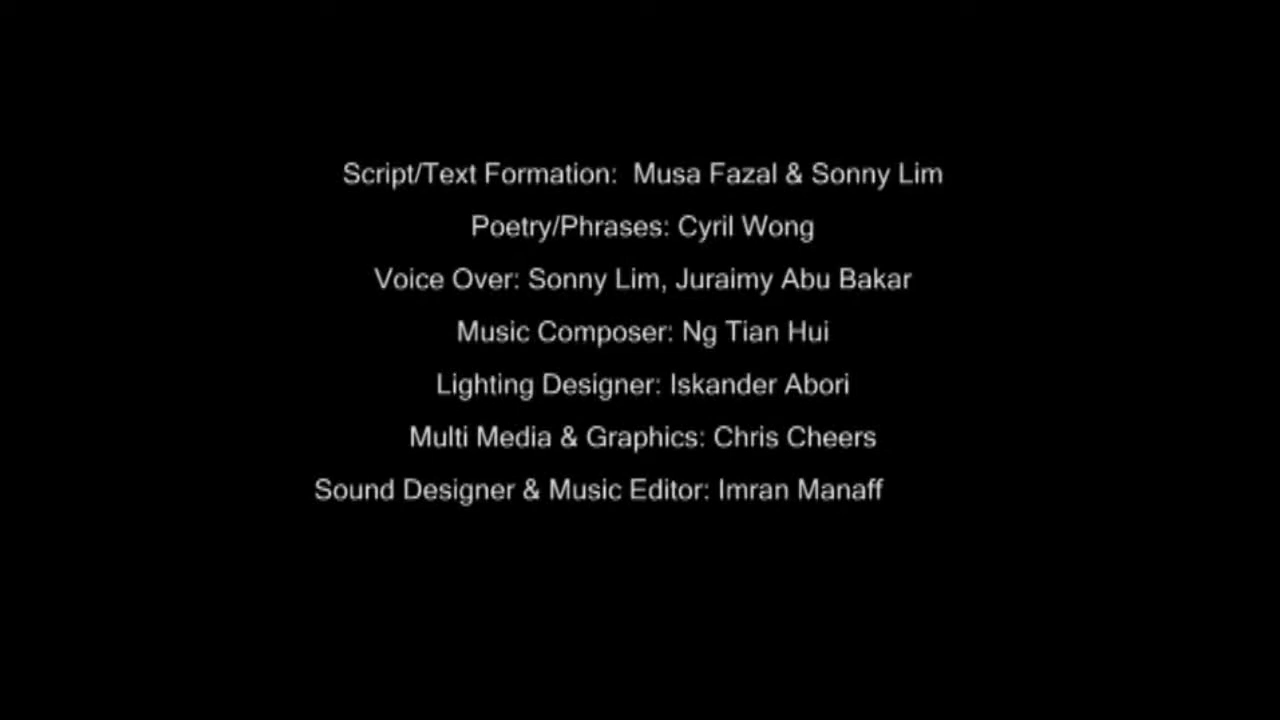 Script/Text Formation:  Musa Fazal & Sonny Lim
Poetry/Phrases: Cyril Wong
Voice Over: Sonny Lim, Juraimy Abu Bakar
Music Composer: Ng Tian Hui
Lighting Designer: Iskander Abori
Multi Media & Graphics: Chris Cheers
Sound Designer & Music Editor: Imran Manaff